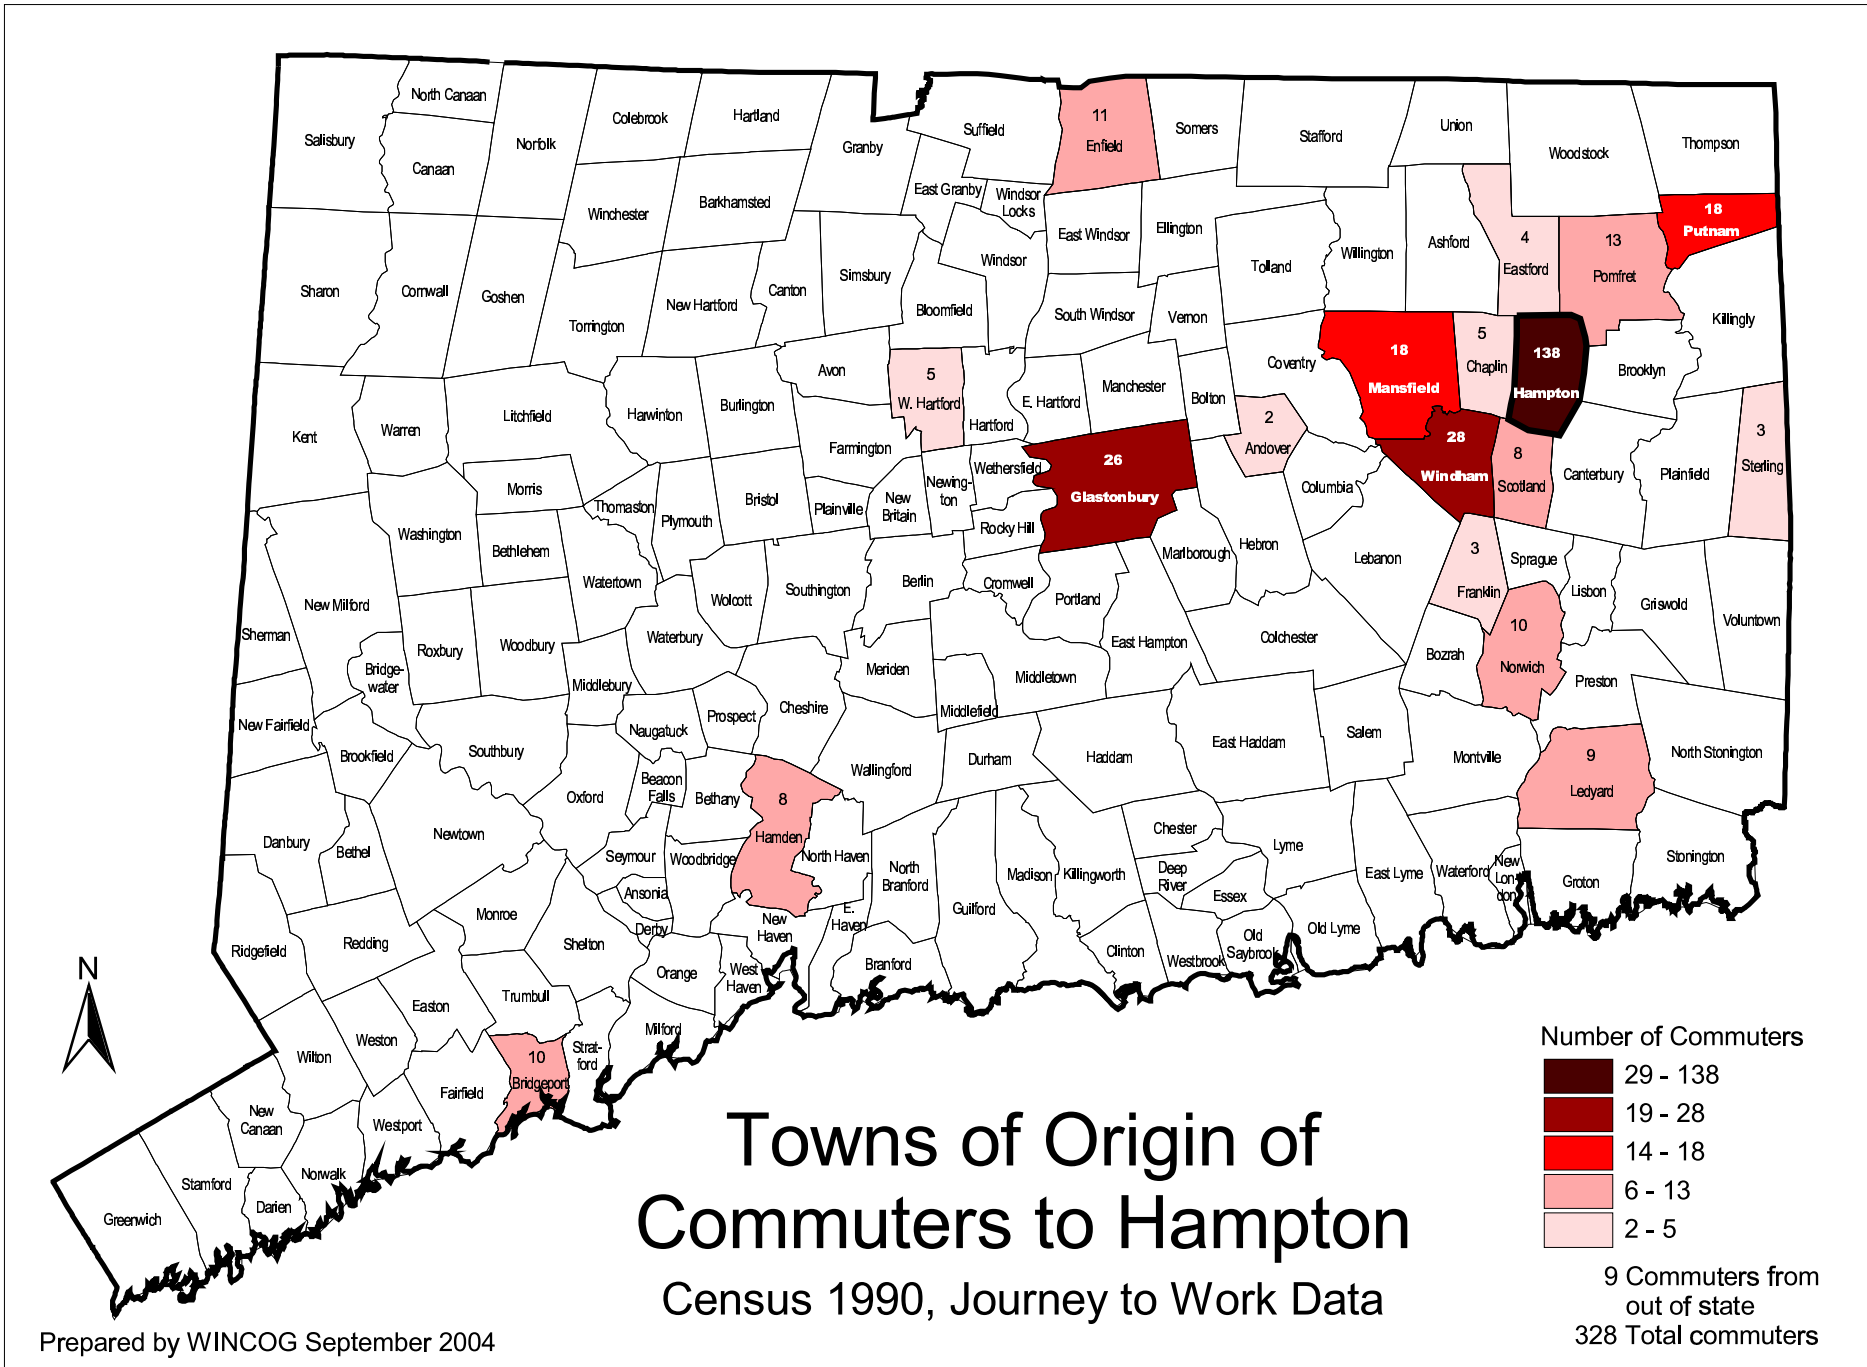 North Canaan
Colebrook
Hartland
Salisbury
Canaan
Norfolk
Granby
Suffield
11
Enfield
Somers
Stafford
Union
Woodstock
Thompson
East Granby
Windsor
Locks
Winchester
Barkhamsted
18
Putnam
East Windsor
Ellington
Willington
Ashford
4
Eastford
13
Pomfret
Sharon
Cornwall
Goshen
Torrington
New Hartford
Canton
Simsbury
Windsor
Bloomfield
South Windsor
Vernon
Tolland
Killingly
Kent
Warren
Litchfield
Harwinton
Burlington
Avon
5
W. Hartford
Hartford
E. Hartford
Manchester
Bolton
Coventry
2
Andover
18
Mansfield
5
Chaplin
138
Hampton
Brooklyn
Farmington
Wethersfield
26
Glastonbury
Columbia
28
Windham
8
Scotland
Canterbury
Plainfield
3
Sterling
Morris
Thomaston
Plymouth
Bristol
Plainville
New
Britain
Newing-
ton
Rocky Hill
Washington
Bethlehem
Watertown
Wolcott
Southington
Berlin
Cromwell
Portland
Marlborough
Hebron
Lebanon
3
Franklin
Sprague
Lisbon
Griswold
Voluntown
New Milford
Sherman
Bridge-
water
Roxbury
Woodbury
Waterbury
Middlebury
Meriden
Middletown
East Hampton
Colchester
Bozrah
10
Norwich
Preston
New Fairfield
Brookfield
Southbury
Naugatuck
Prospect
Cheshire
Middlefield
Wallingford
Durham
Haddam
East Haddam
Salem
Montville
9
Ledyard
North Stonington
Danbury
Bethel
Newtown
Oxford
Beacon
Falls
Bethany
8
Hamden
North Haven
Seymour
Woodbridge
Ansonia
Derby
North
Branford
Guilford
Madison
Killingworth
Chester
Deep
River
Essex
Lyme
East Lyme
Waterford
New
Lon-
don
Groton
Stonington
Ridgefield
Redding
Monroe
Shelton
New
Haven
E.
Haven
Branford
Clinton
Westbrook
Old
Saybrook
Old Lyme
Orange
West
Haven
N
Easton
Trumbull
Milford
Strat-
ford
Wilton
Weston
10
Bridgeport
Fairfield
New
Canaan
Westport
Norwalk
Stamford
Darien
Greenwich
Towns of Origin of
Commuters to Hampton
Census 1990, Journey to Work Data
Number of Commuters
29 - 138
19 - 28
14 - 18
6 - 13
2 - 5
9 Commuters from
out of state
328 Total commuters
Prepared by WINCOG September 2004